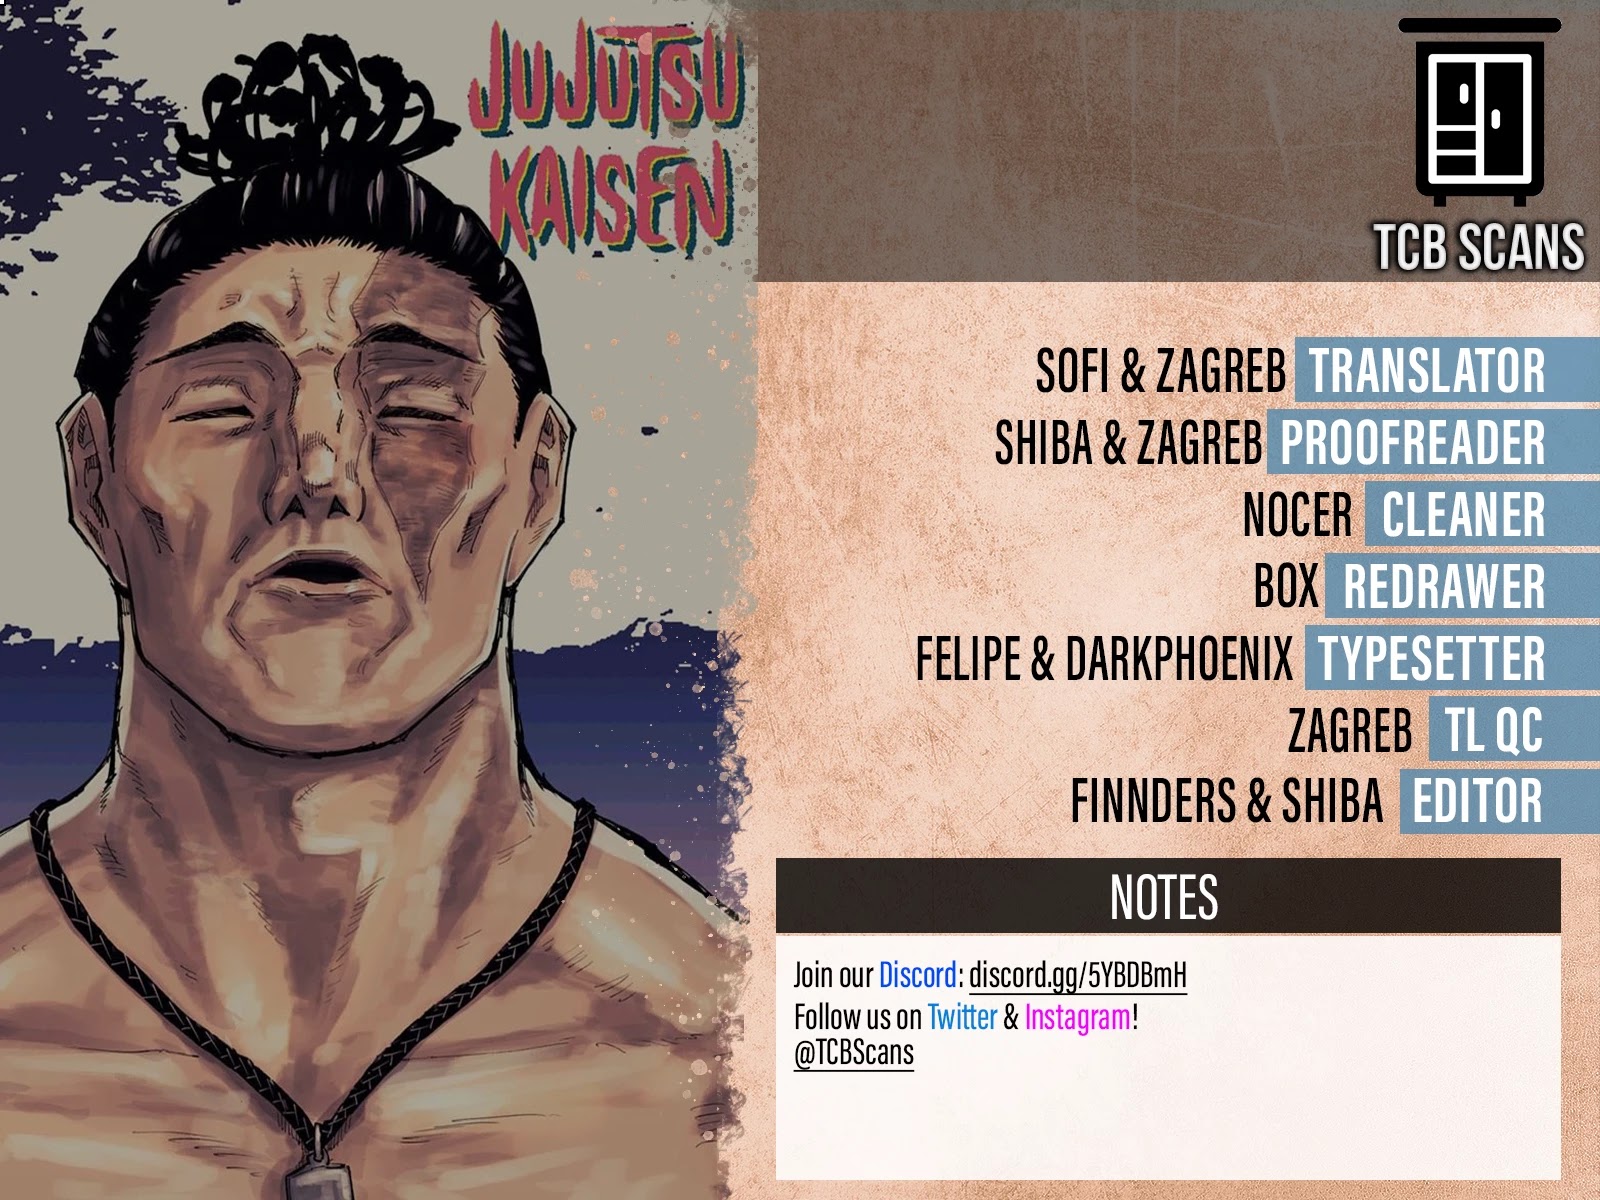 JUJUTSU
KAISEN
TCB SCANS
SOFI & ZAGREB TRANSLATOR
SHIBA & ZAGREB PROOFREADER
NOCER CLEANER
BOX REDRAWER
FELIPE & DARKPHOENIX TYPESETTER
ZAGREB TL QC
FINNDERS & SHIBA EDITOR
NOTES
Join our Discord: discord.gg/5YBDBmH
Follow us on Twitter & Instagram!
@TCBScans